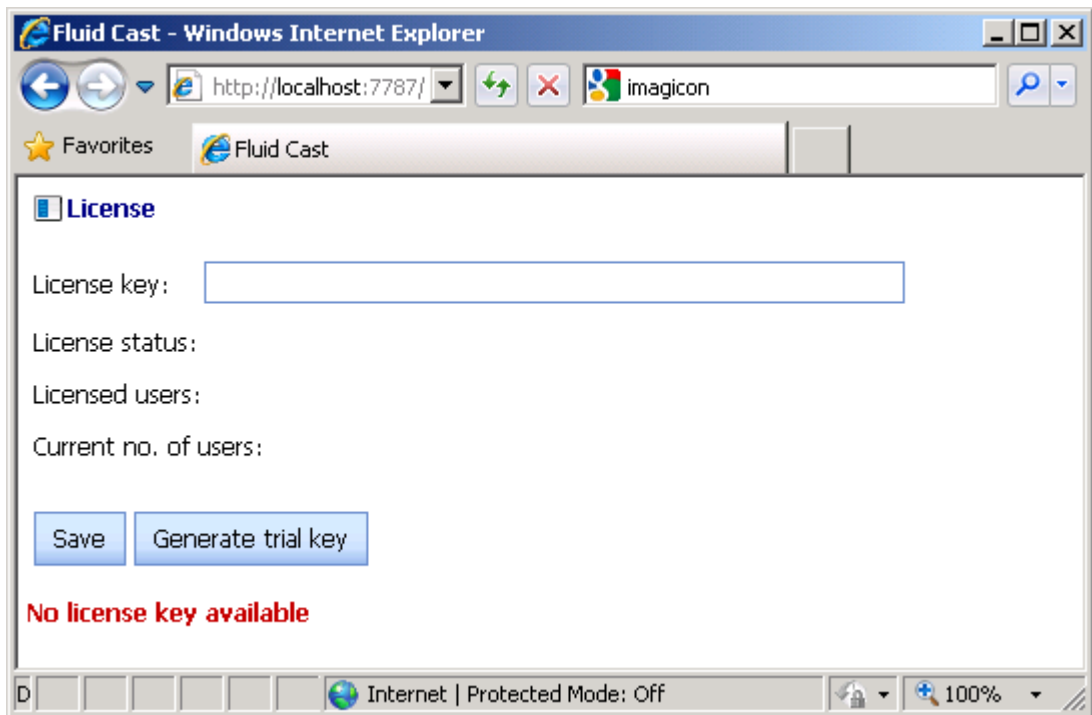 Fluid Cast - Windows Internet Explorer
http://localhost:7787/
imagicon
Favorites
Fluid Cast
License
License key:
License status:
Licensed users:
Current no. of users:
Save
Generate trial key
No license key available
D
Internet | Protected Mode: Off
100%